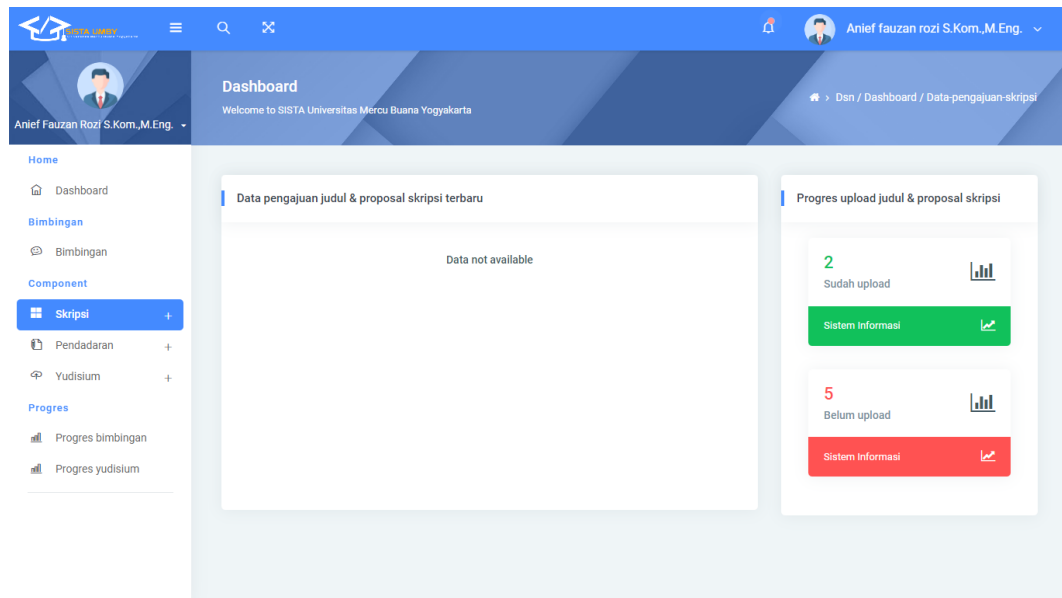 SISTA UMBY
Anief fauzan rozi S.Kom.,M.Eng.
Anief Fauzan Rozi S.Kom.,M.Eng.
Dashboard
Welcome to SISTA Universitas Mercu Buana Yogyakarta
> Dsn / Dashboard / Data-pengajuan-skripsi
Home
Dashboard
Bimbingan
Bimbingan
Component
Skripsi +
Pendadaran +
Yudisium +
Progres
Progres bimbingan
Progres yudisium
Data pengajuan judul & proposal skripsi terbaru
Data not available
Progres upload judul & proposal skripsi
2
Sudah upload
Sistem Informasi
5
Belum upload
Sistem Informasi